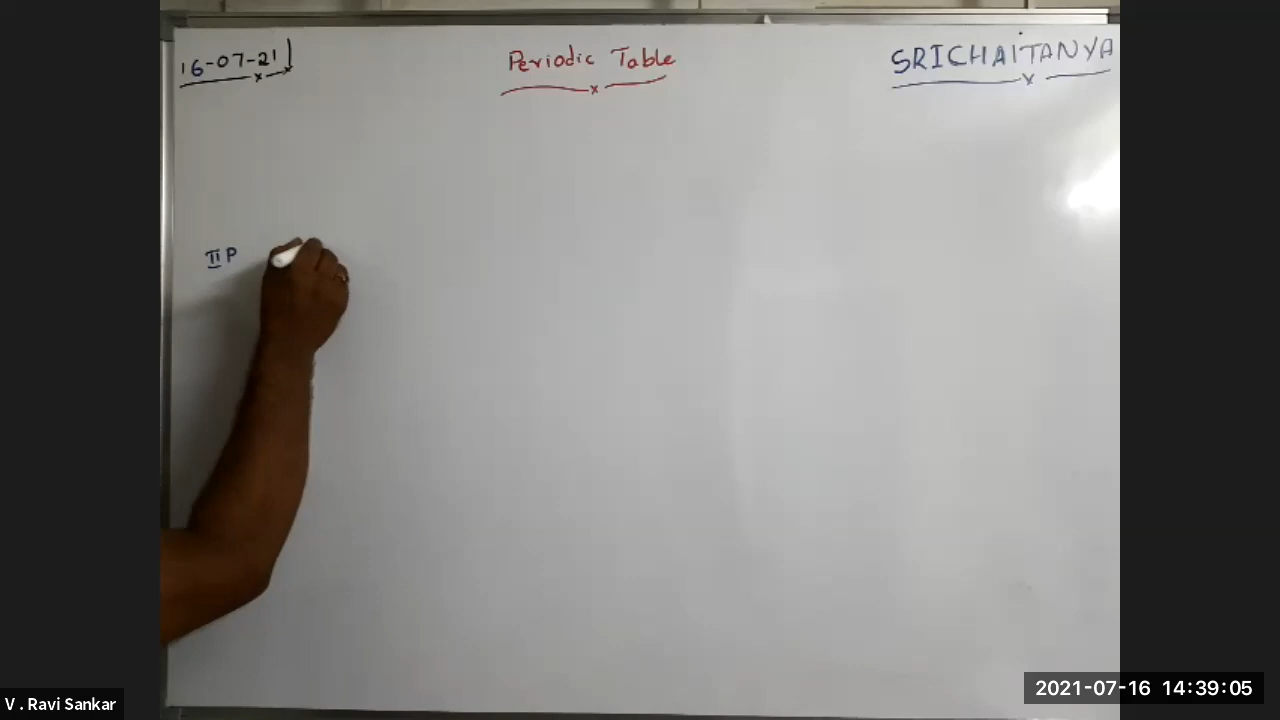 16-07-21 Periodic Table SRICHAITANYA
II P
V . Ravi Sankar
2021-07-16 14:39:05